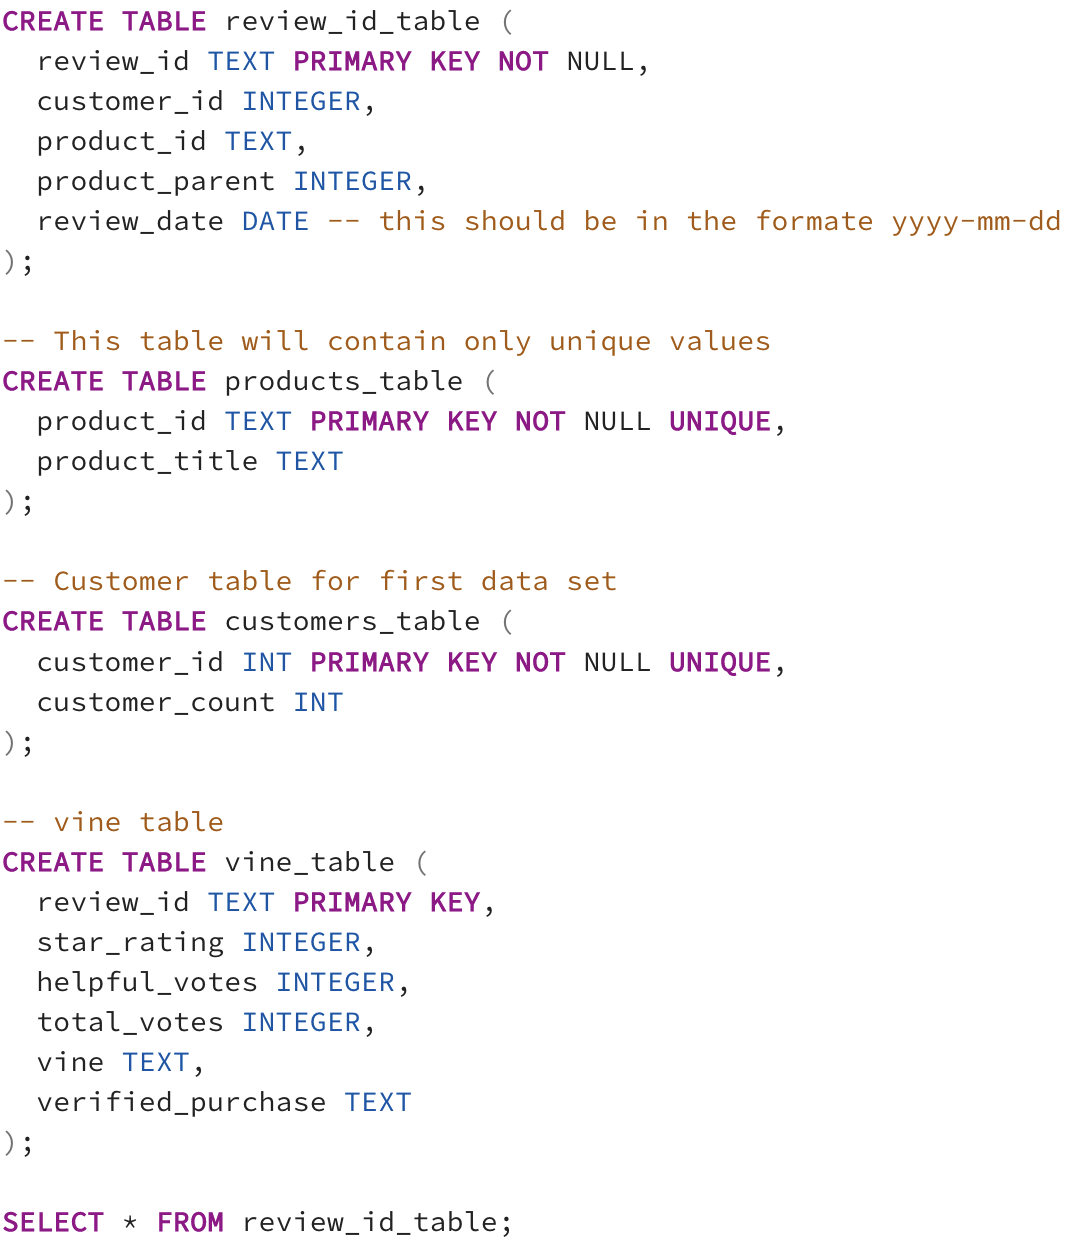 CREATE TABLE review_id_table (
  review_id TEXT PRIMARY KEY NOT NULL,
  customer_id INTEGER,
  product_id TEXT,
  product_parent INTEGER,
  review_date DATE -- this should be in the formate yyyy-mm-dd
);

-- This table will contain only unique values
CREATE TABLE products_table (
  product_id TEXT PRIMARY KEY NOT NULL UNIQUE,
  product_title TEXT
);

-- Customer table for first data set
CREATE TABLE customers_table (
  customer_id INT PRIMARY KEY NOT NULL UNIQUE,
  customer_count INT
);

-- vine table
CREATE TABLE vine_table (
  review_id TEXT PRIMARY KEY,
  star_rating INTEGER,
  helpful_votes INTEGER,
  total_votes INTEGER,
  vine TEXT,
  verified_purchase TEXT
);

SELECT * FROM review_id_table;